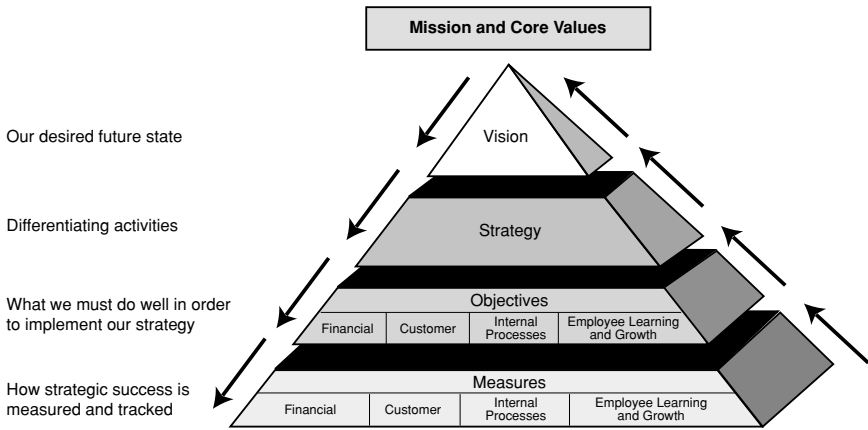 Mission and Core Values
Our desired future state
Vision
Differentiating activities
Strategy
What we must do well in order
to implement our strategy
Objectives
Financial
Customer
Internal
Processes
Employee Learning
and Growth
How strategic success is
measured and tracked
Measures
Financial
Customer
Internal
Processes
Employee Learning
and Growth